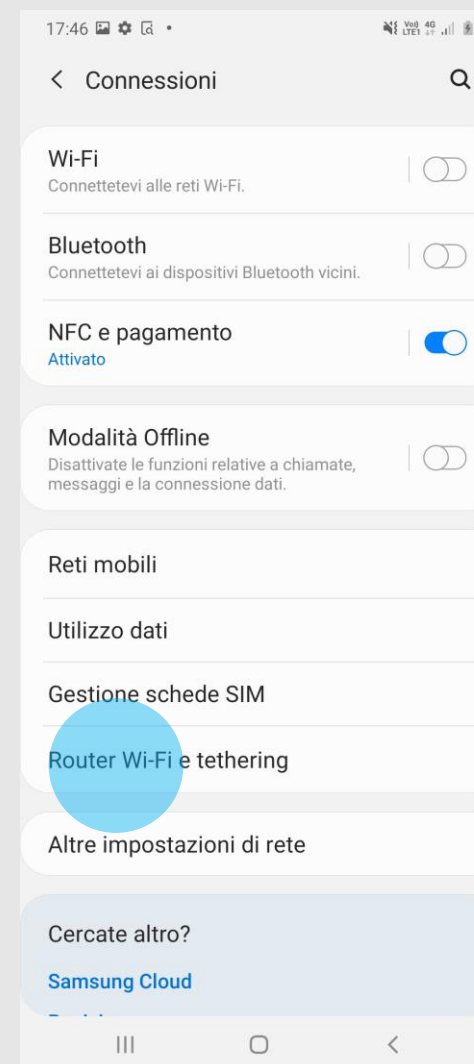 17:46
Connessioni
Wi-Fi
Connettetevi alle reti Wi-Fi.
Bluetooth
Connettetevi ai dispositivi Bluetooth vicini.
NFC e pagamento
Attivato
Modalità Offline
Disattivate le funzioni relative a chiamate,
messaggi e la connessione dati.
Reti mobili
Utilizzo dati
Gestione schede SIM
Router Wi-Fi e tethering
Altre impostazioni di rete
Cercate altro?
Samsung Cloud